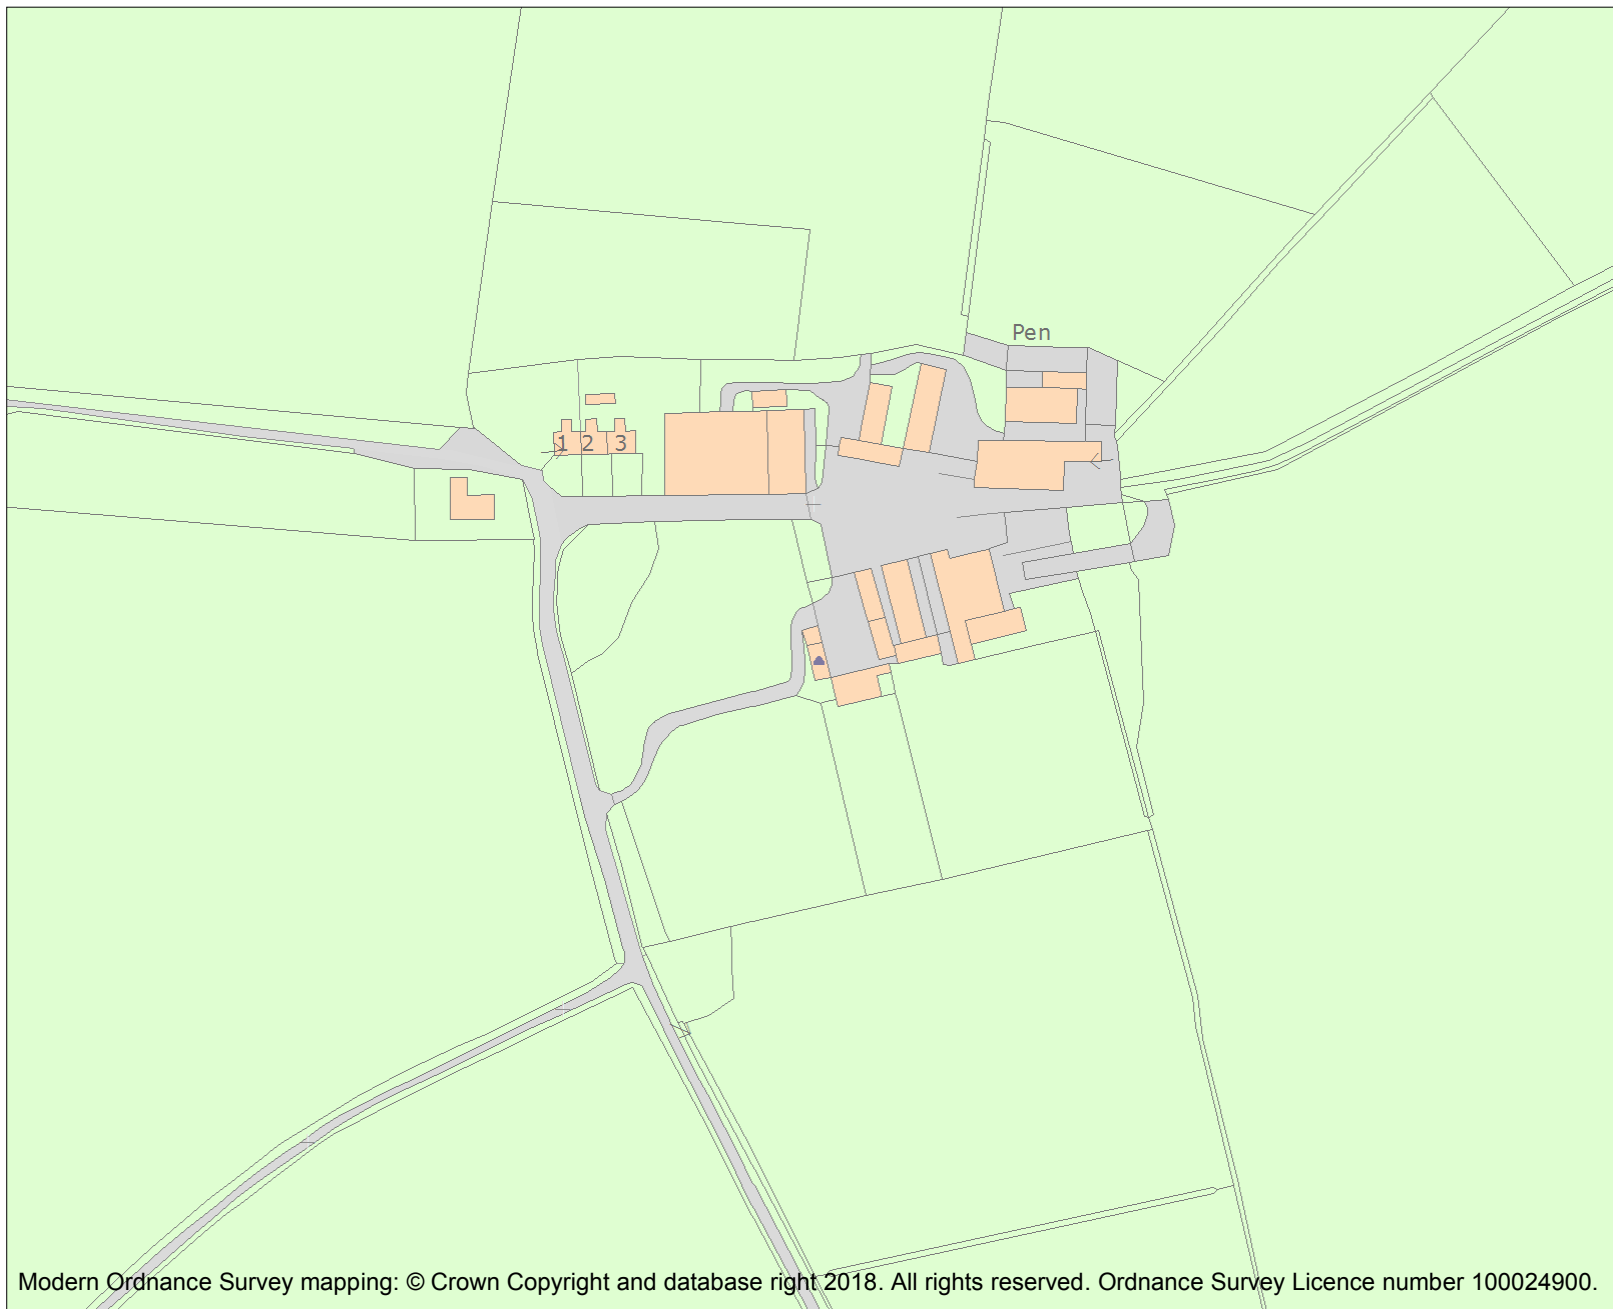 Pen
1 2 3
Modern Ordnance Survey mapping: © Crown Copyright and database right 2018. All rights reserved. Ordnance Survey Licence number 100024900.